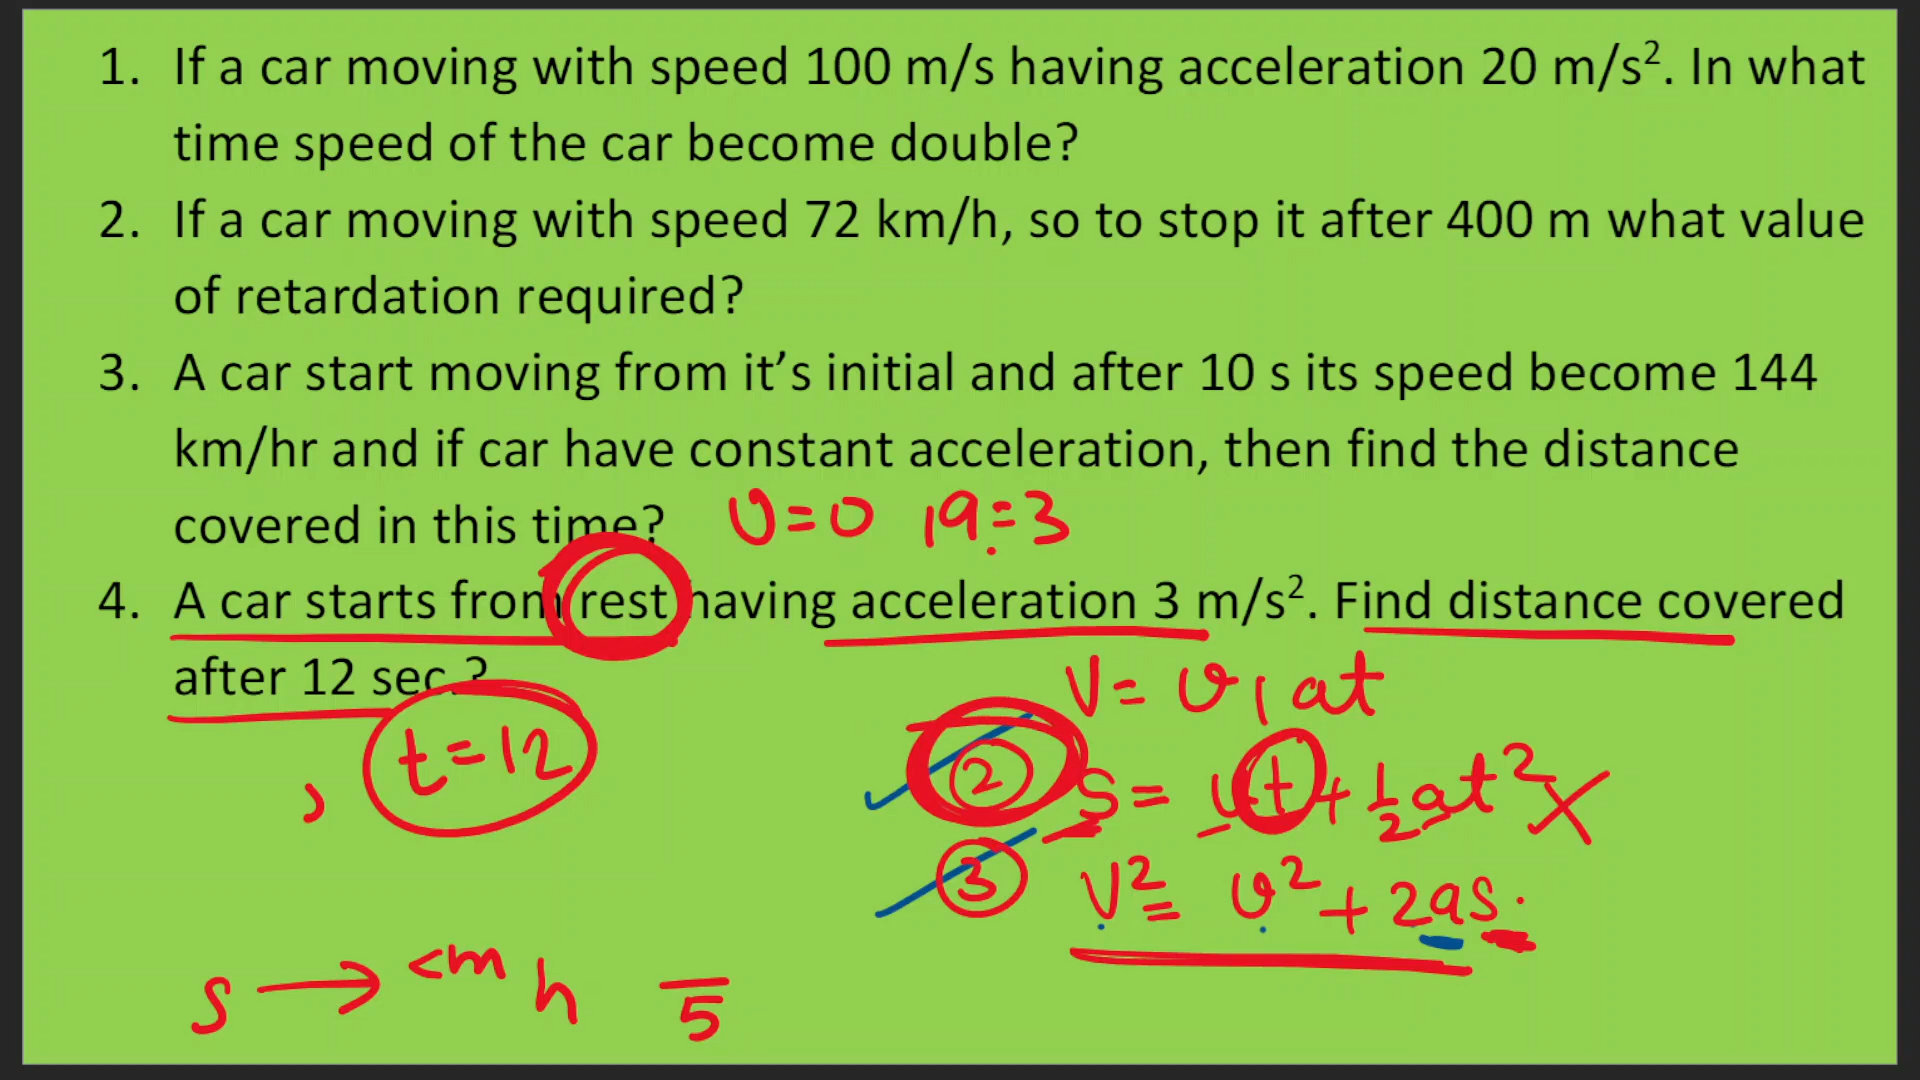 1. If a car moving with speed 100 m/s having acceleration 20 m/s². In what
time speed of the car become double?
2. If a car moving with speed 72 km/h, so to stop it after 400 m what value
of retardation required?
3. A car start moving from it's initial and after 10 s its speed become 144
km/hr and if car have constant acceleration, then find the distance
covered in this time?
U=0 , a=3
4. A car starts from rest having acceleration 3 m/s². Find distance covered
after 12 sec.?
, t=12
V= U at
2 S= ut+½at²
3 V²= U²+2as.
s → <m h
5